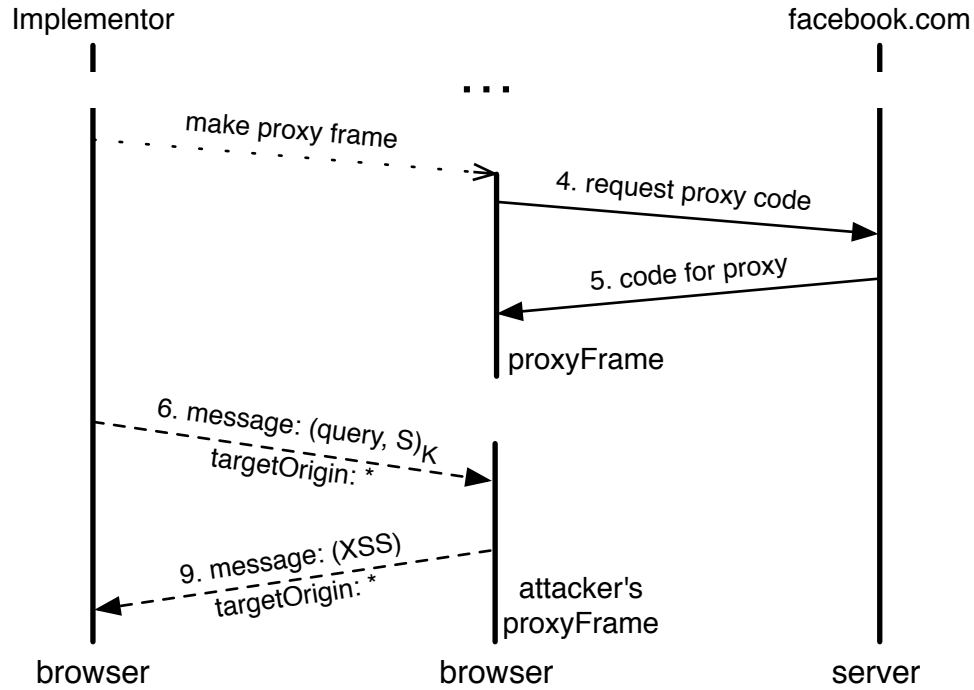 Implementor
facebook.com
...
make proxy frame
4. request proxy code
5. code for proxy
proxyFrame
6. message: (query, S)K
targetOrigin: *
9. message: (XSS)
targetOrigin: *
attacker's
proxyFrame
browser
browser
server